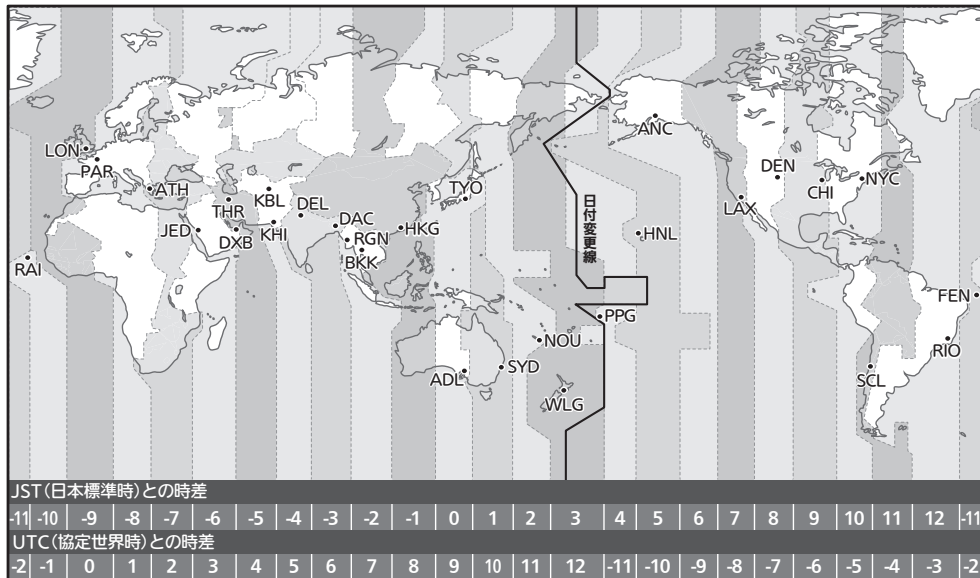 ANC
LON
PAR
DEN
NYC
ATH
KBL
DEL
TYO
CHI
THR
LAX
DAC
JED
DXB
KHI
RGN
HKG
HNL
日付変更線
BKK
RAI
FEN
PPG
NOU
RIO
ADL
SYD
SCL
WLG
JST(日本標準時)との時差
-11 -10 -9 -8 -7 -6 -5 -4 -3 -2 -1 0 1 2 3 4 5 6 7 8 9 10 11 12 -11
UTC(協定世界時)との時差
-2 -1 0 1 2 3 4 5 6 7 8 9 10 11 12 -11 -10 -9 -8 -7 -6 -5 -4 -3 -2